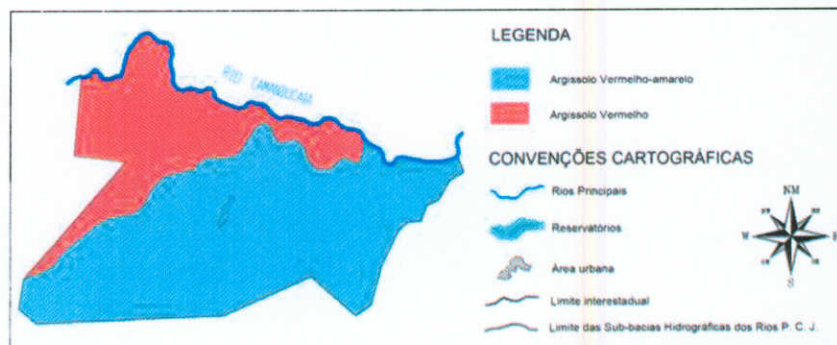 RIO CAMANDUCAIA
LEGENDA
Argissolo Vermelho-amarelo
Argissolo Vermelho
CONVENÇÕES CARTOGRÁFICAS
Rios Principais
Reservatórios
Área urbana
Limite interestadual
Limite das Sub-bacias Hidrográficas dos Rios P. C. J.
NM
W
S